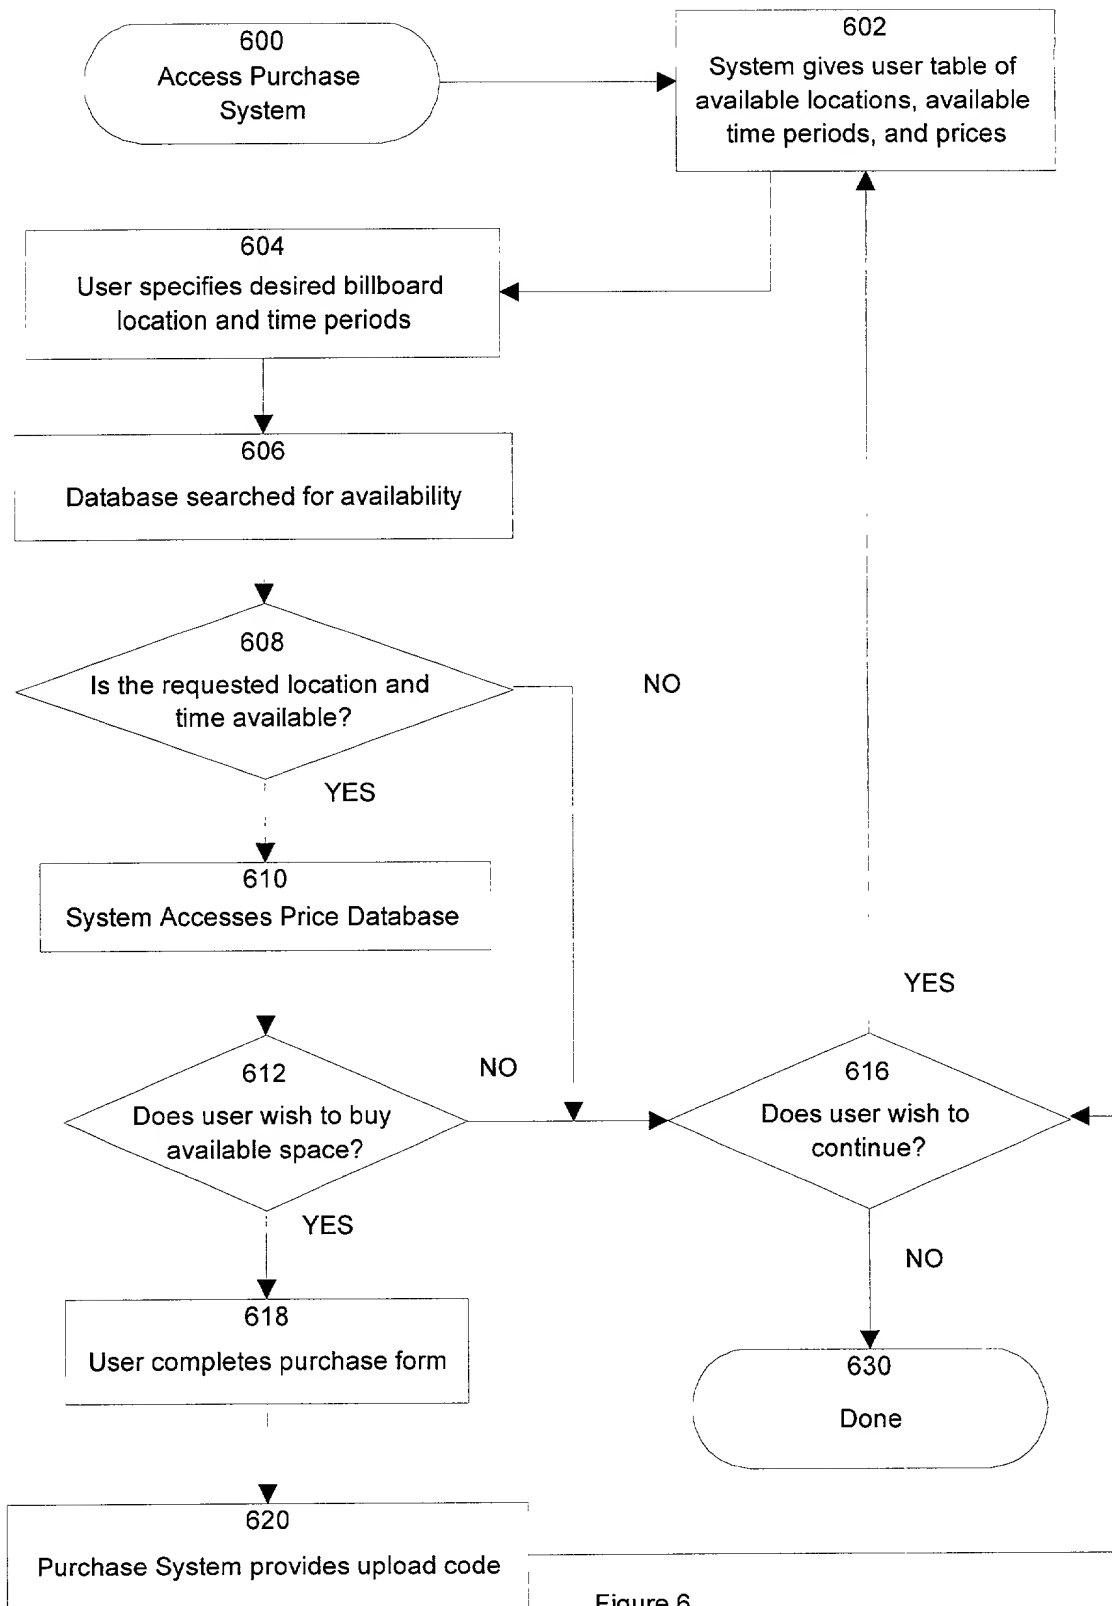 600
Access Purchase
System
602
System gives user table of
available locations, available
time periods, and prices
604
User specifies desired billboard
location and time periods
606
Database searched for availability
608
Is the requested location and
time available?
NO
YES
610
System Accesses Price Database
YES
612
Does user wish to buy
available space?
NO
616
Does user wish to
continue?
YES
NO
618
User completes purchase form
630
Done
620
Purchase System provides upload code
Figure 6